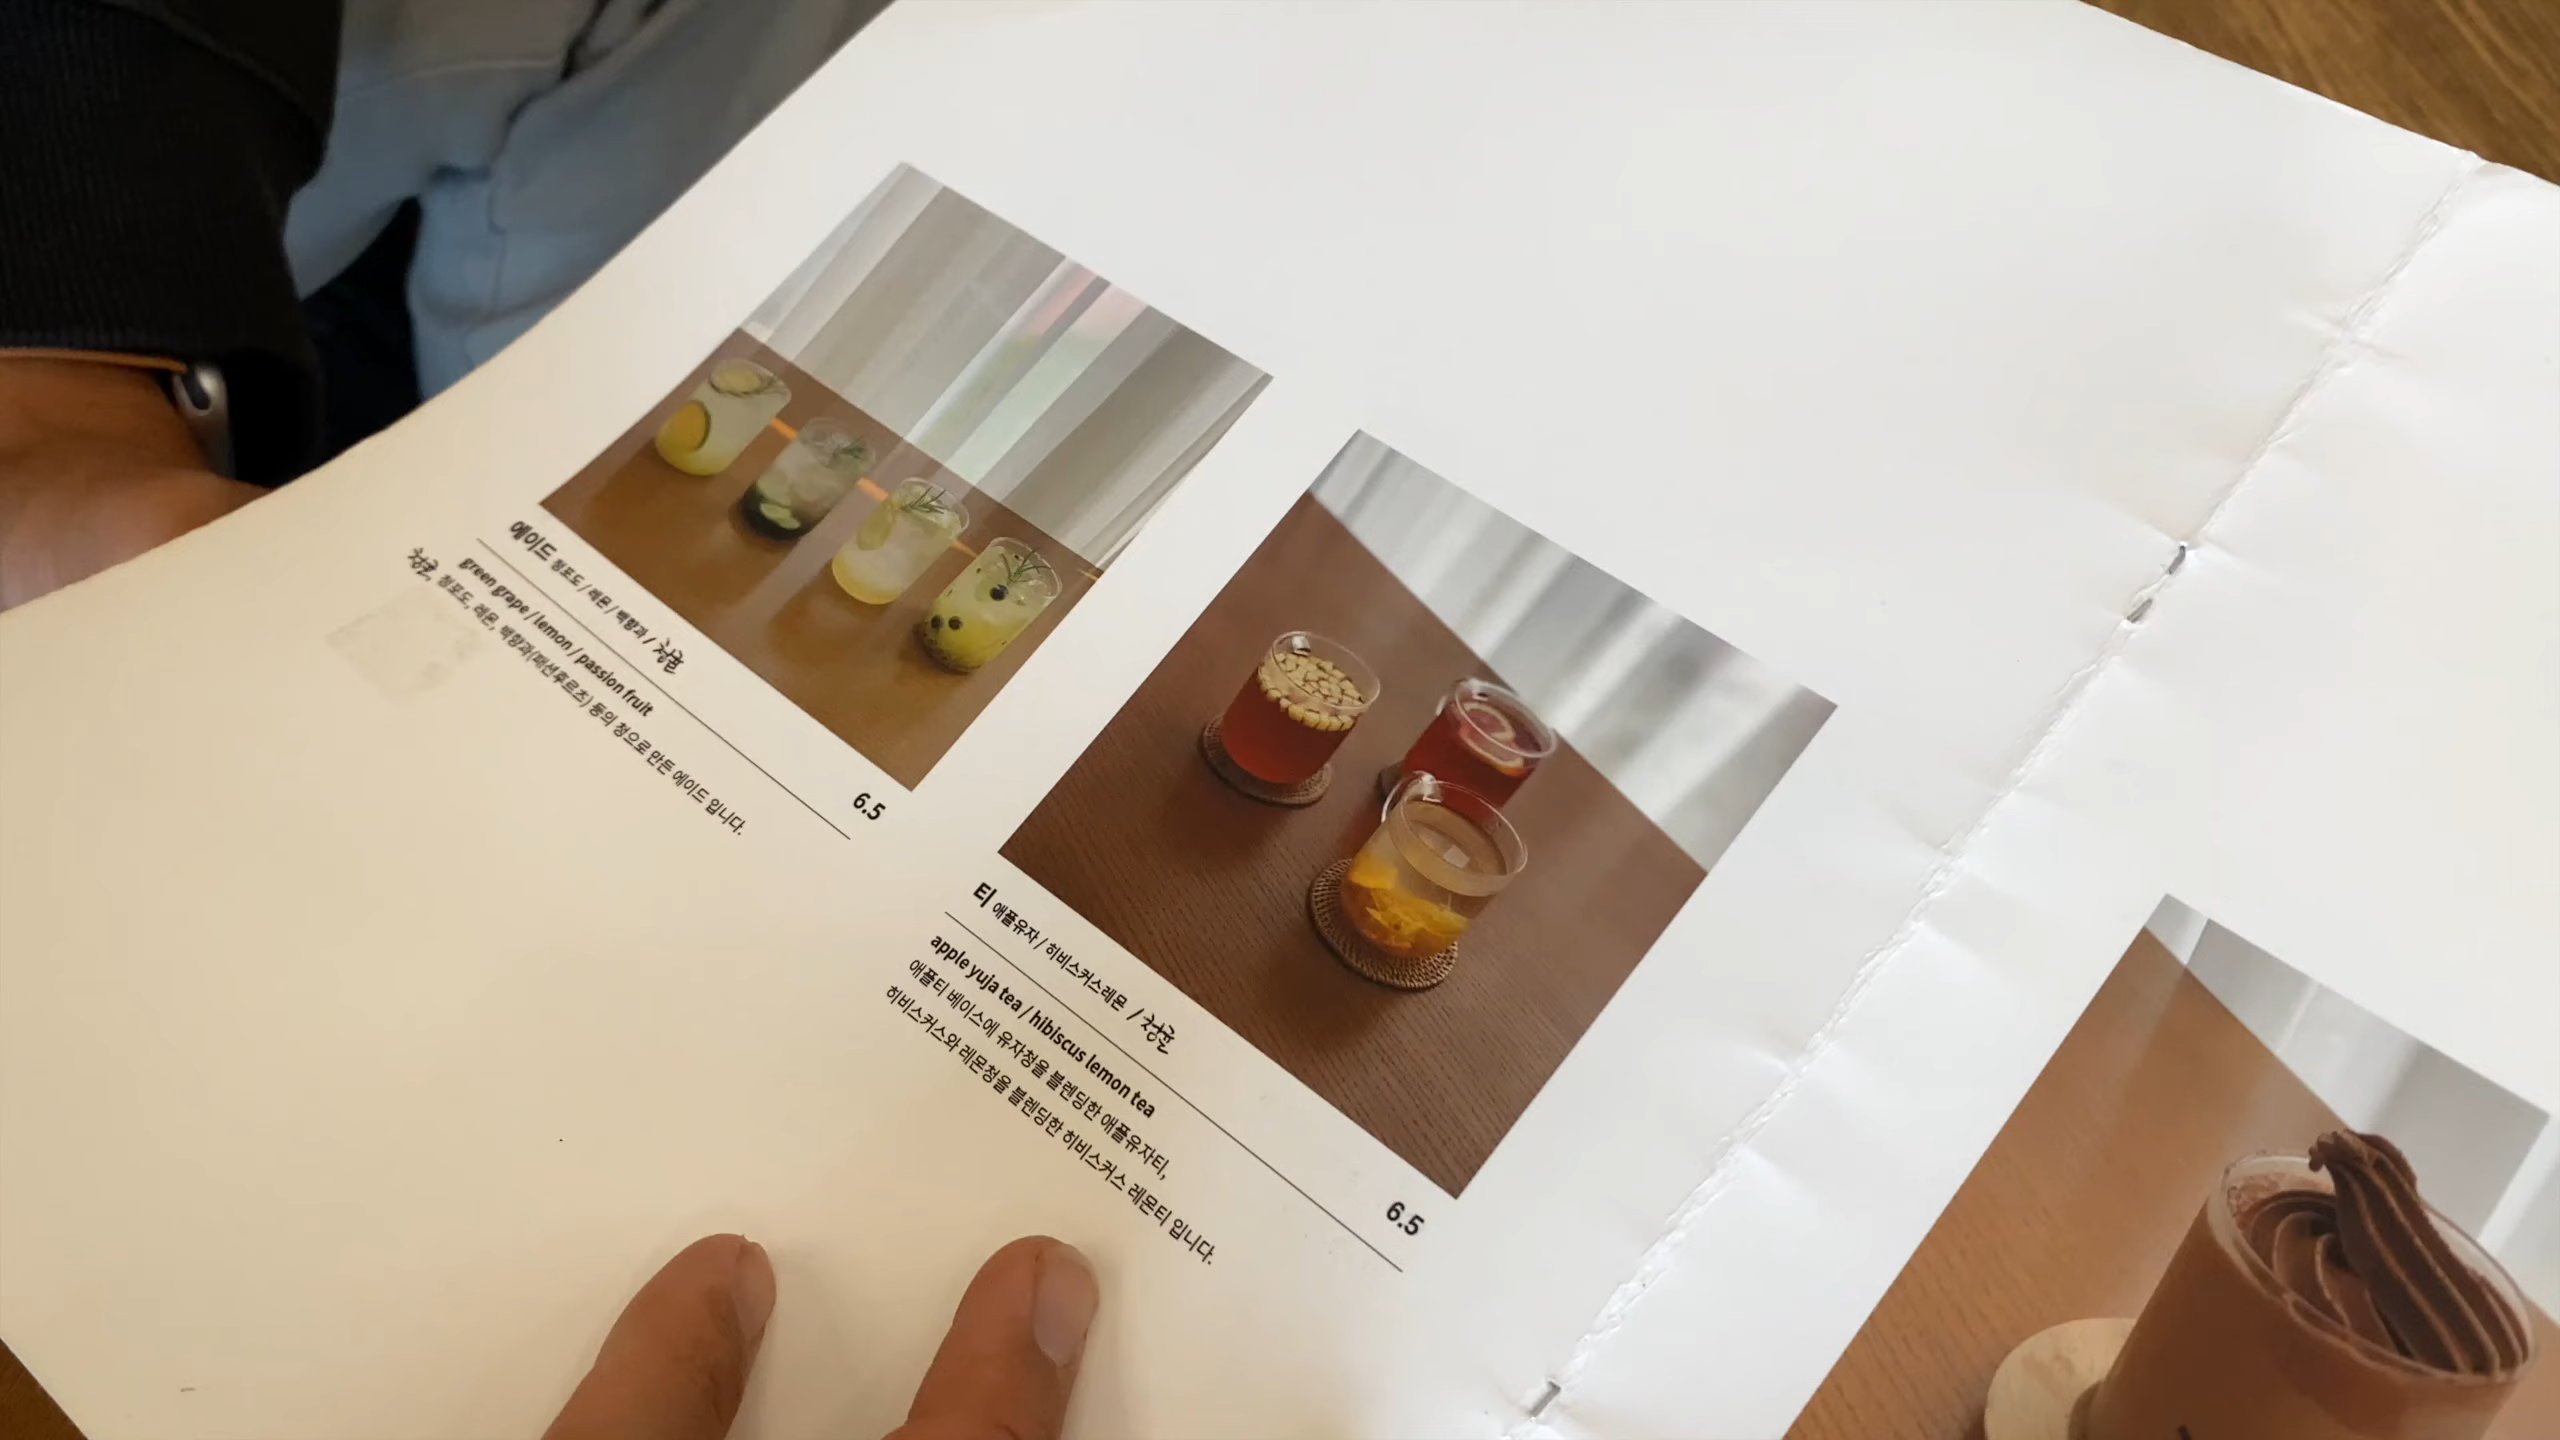 에이드 청포도 / 레몬 / 백향과 / 청귤
6.5
green grape / lemon / passion fruit
청귤, 청포도, 레몬, 백향과(패션후르츠) 등의 청으로 만든 에이드 입니다.
티 애플유자 / 히비스커스레몬 / 청귤
6.5
apple yuja tea / hibiscus lemon tea
애플티 베이스에 유자청을 블렌딩한 애플유자티,
히비스커스와 레몬청을 블렌딩한 히비스커스 레몬티 입니다.